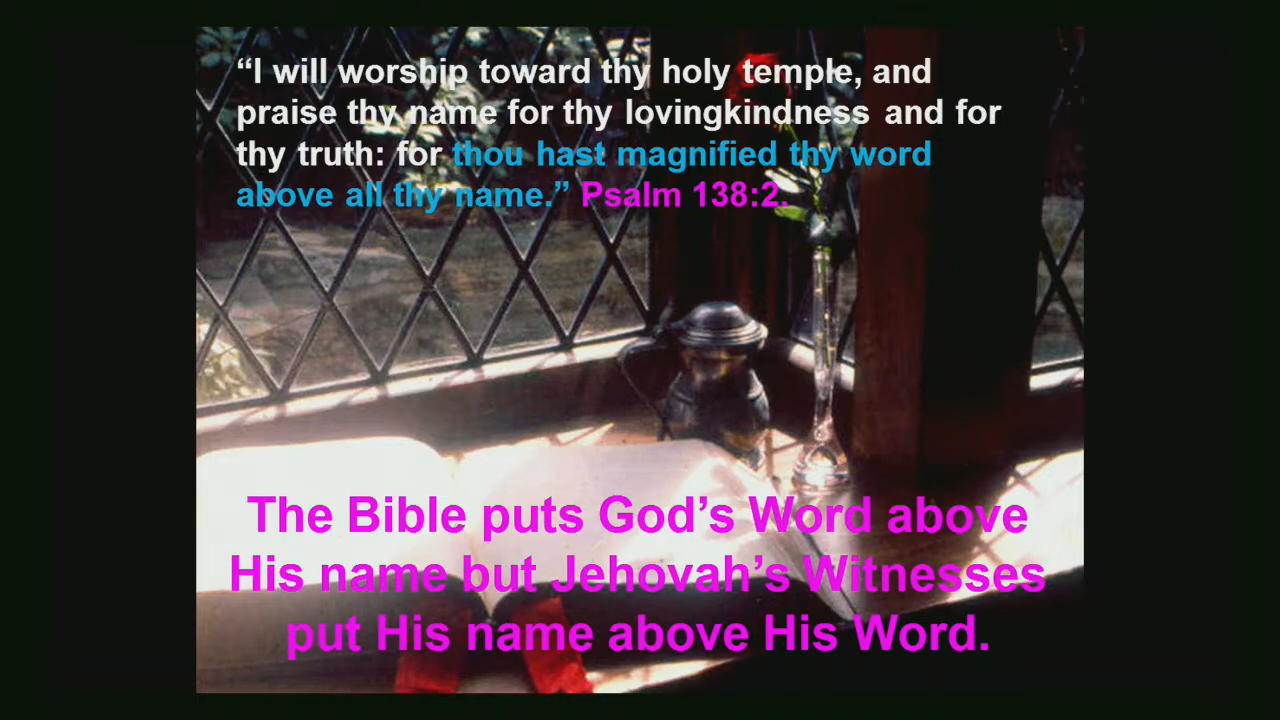 “I will worship toward thy holy temple, and
praise thy name for thy lovingkindness and for
thy truth: for thou hast magnified thy word
above all thy name.” Psalm 138:2.
The Bible puts God’s Word above
His name but Jehovah’s Witnesses
put His name above His Word.